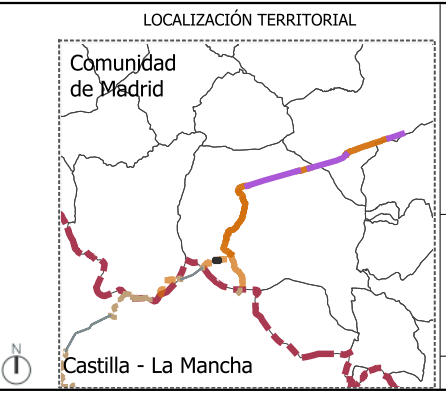 LOCALIZACIÓN TERRITORIAL
Comunidad
de Madrid
N
Castilla - La Mancha